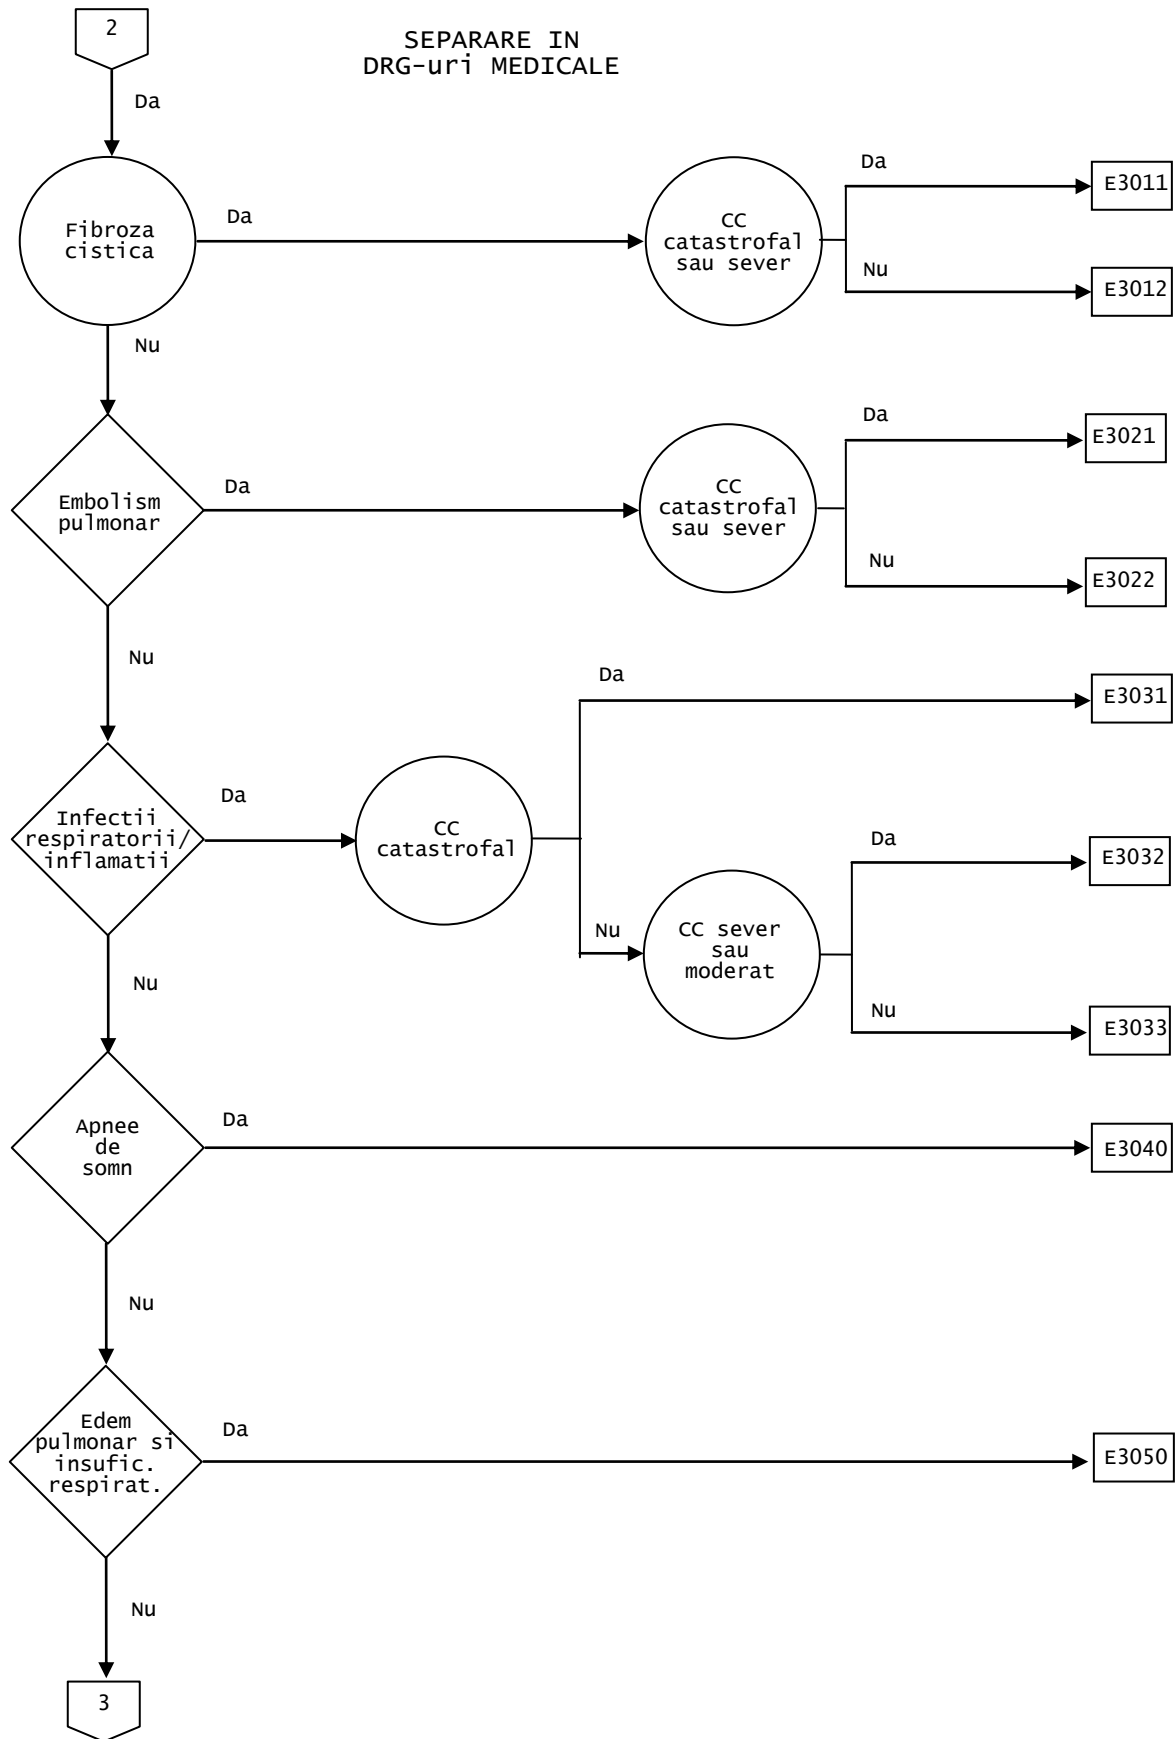 2
SEPARARE IN
DRG-uri MEDICALE
Da
Fibroza
cistica
Da
CC
catastrofal
sau sever
Da
E3011
Nu
E3012
Nu
Embolism
pulmonar
Da
CC
catastrofal
sau sever
Da
E3021
Nu
E3022
Nu
Infectii
respiratorii/
inflamatii
Da
CC
catastrofal
Da
E3031
Nu
CC sever
sau
moderat
Da
E3032
Nu
E3033
Nu
Apnee
de
somn
Da
E3040
Nu
Edem
pulmonar si
insufic.
respirat.
Da
E3050
Nu
3